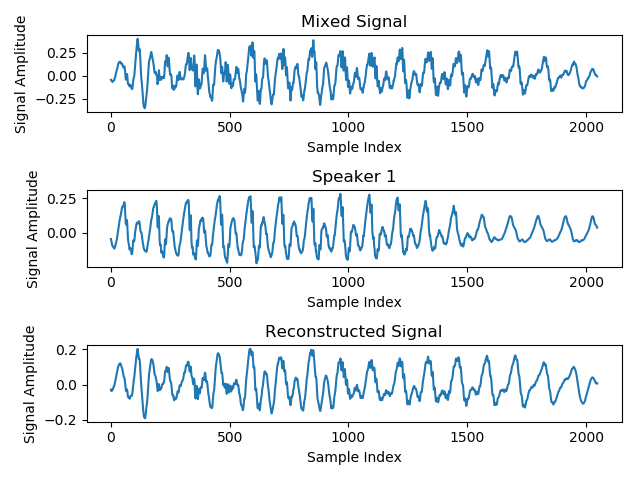 Mixed Signal
Signal Amplitude
0.25
0.00
−0.25
0 500 1000 1500 2000
Sample Index
Speaker 1
Signal Amplitude
0.25
0.00
0 500 1000 1500 2000
Sample Index
Reconstructed Signal
Signal Amplitude
0.2
0.0
−0.2
0 500 1000 1500 2000
Sample Index